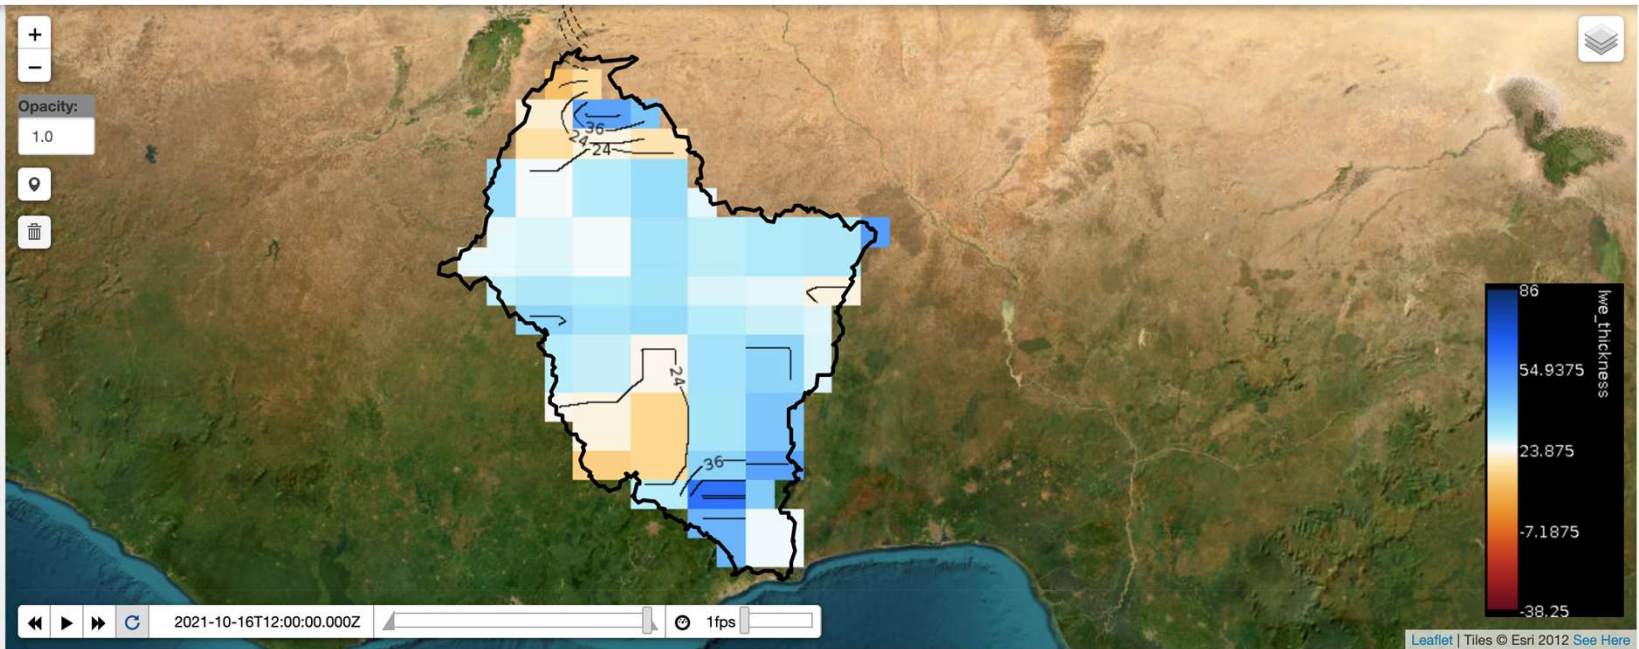 +
−
Opacity:
1.0
36
24
24
24
36
86
lwe_thickness
54.9375
23.875
-7.1875
-38.25
2021-10-16T12:00:00.000Z
1fps
Leaflet | Tiles © Esri 2012 See Here